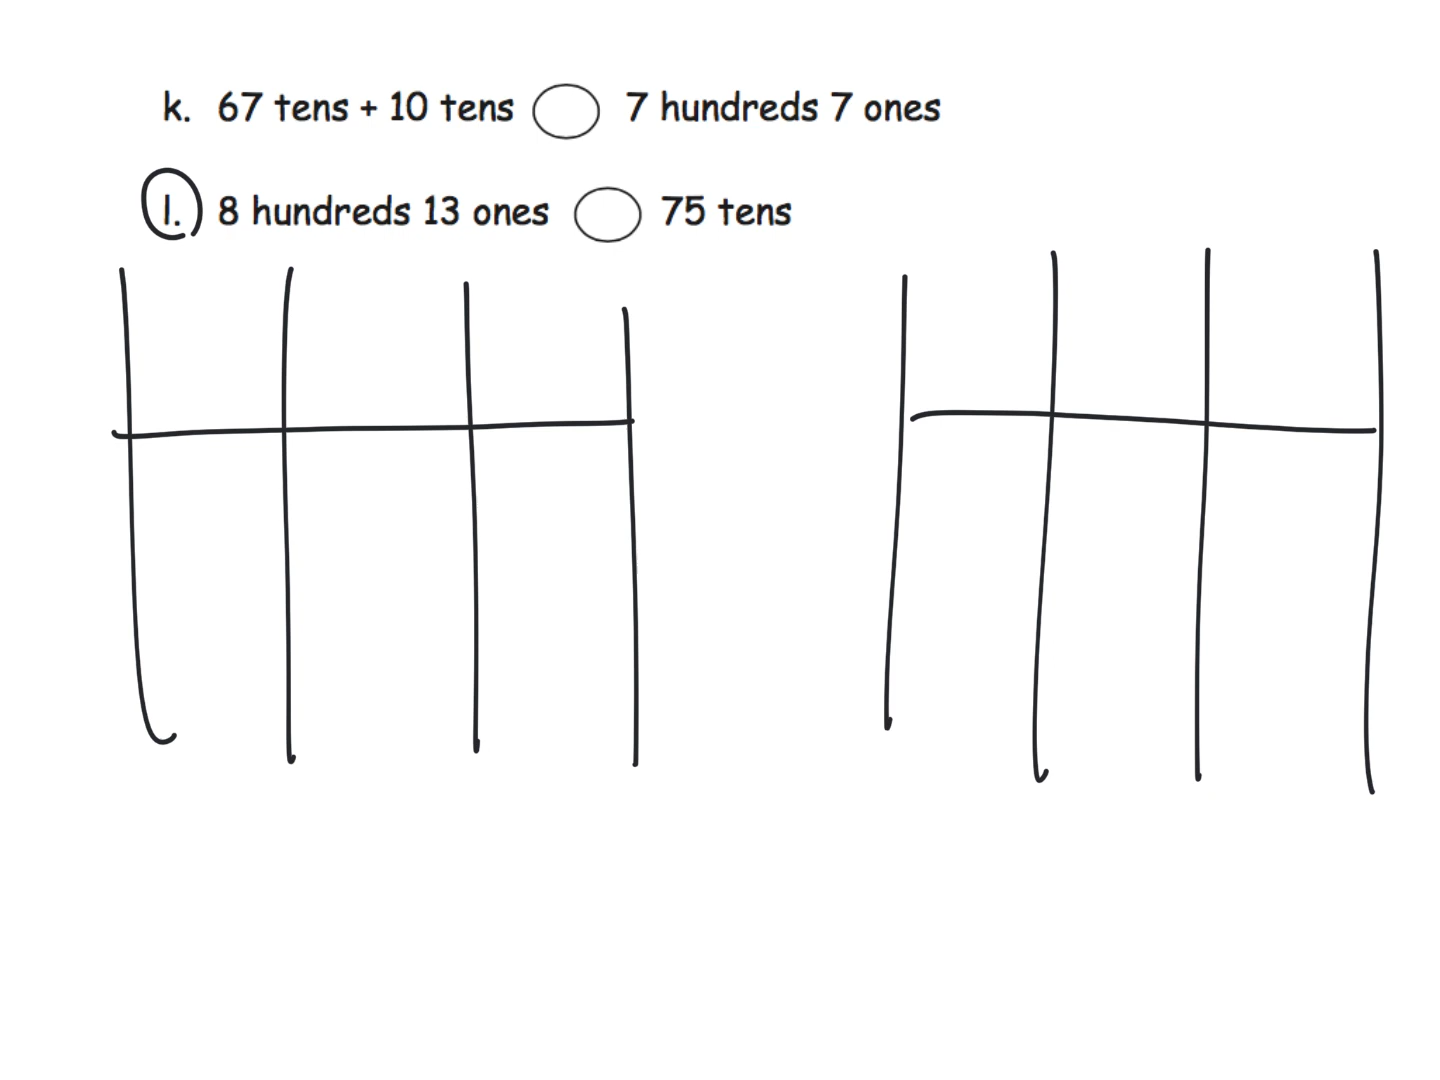 k. 67 tens + 10 tens 7 hundreds 7 ones
l. 8 hundreds 13 ones 75 tens